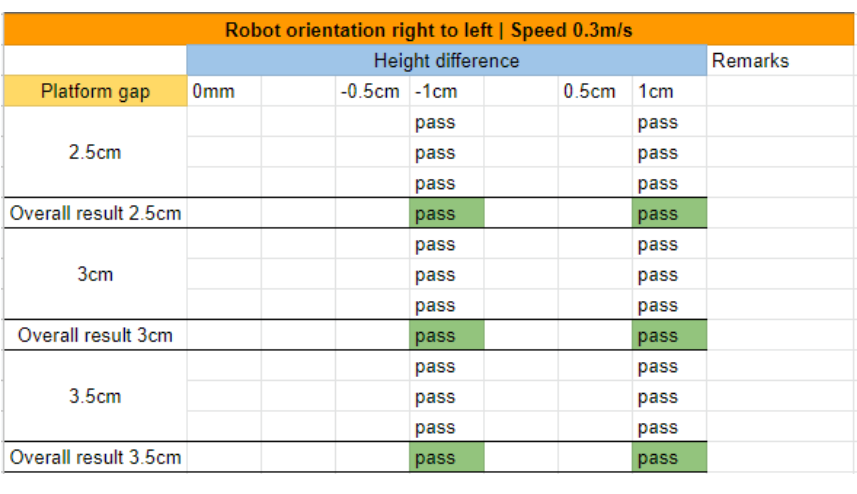 Robot orientation right to left | Speed 0.3m/s
Height difference Remarks
Platform gap 0mm -0.5cm -1cm 0.5cm 1cm
pass pass
2.5cm pass pass
pass pass
Overall result 2.5cm pass pass
pass pass
3cm pass pass
pass pass
Overall result 3cm pass pass
pass pass
3.5cm pass pass
pass pass
Overall result 3.5cm pass pass